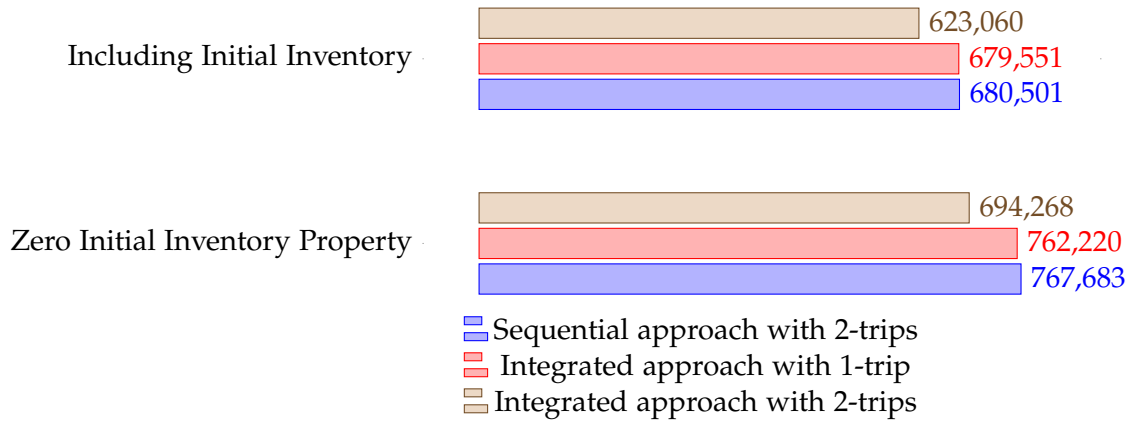 623,060
Including Initial Inventory 679,551
680,501
694,268
Zero Initial Inventory Property 762,220
767,683
Sequential approach with 2-trips
Integrated approach with 1-trip
Integrated approach with 2-trips